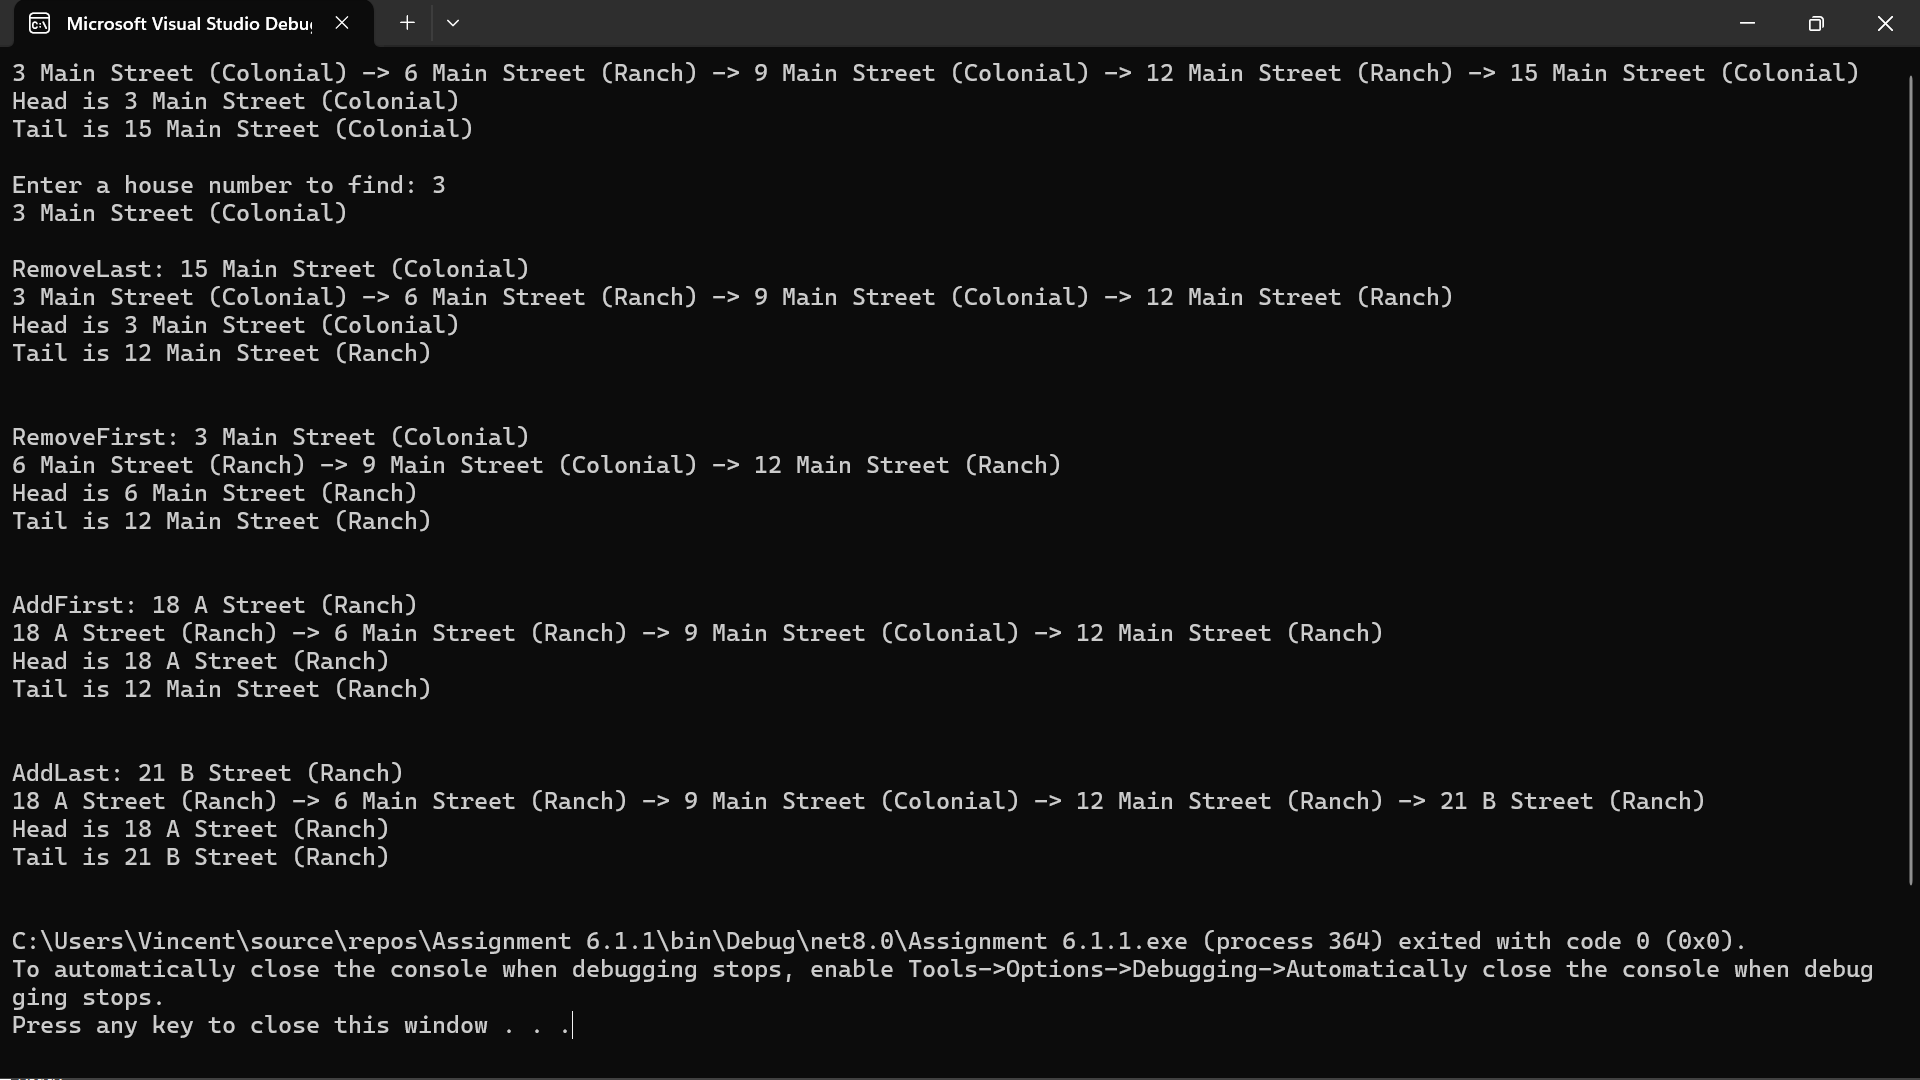 Microsoft Visual Studio Debu
3 Main Street (Colonial) -> 6 Main Street (Ranch) -> 9 Main Street (Colonial) -> 12 Main Street (Ranch) -> 15 Main Street (Colonial)
Head is 3 Main Street (Colonial)
Tail is 15 Main Street (Colonial)
Enter a house number to find: 3
3 Main Street (Colonial)
RemoveLast: 15 Main Street (Colonial)
3 Main Street (Colonial) -> 6 Main Street (Ranch) -> 9 Main Street (Colonial) -> 12 Main Street (Ranch)
Head is 3 Main Street (Colonial)
Tail is 12 Main Street (Ranch)
RemoveFirst: 3 Main Street (Colonial)
6 Main Street (Ranch) -> 9 Main Street (Colonial) -> 12 Main Street (Ranch)
Head is 6 Main Street (Ranch)
Tail is 12 Main Street (Ranch)
AddFirst: 18 A Street (Ranch)
18 A Street (Ranch) -> 6 Main Street (Ranch) -> 9 Main Street (Colonial) -> 12 Main Street (Ranch)
Head is 18 A Street (Ranch)
Tail is 12 Main Street (Ranch)
AddLast: 21 B Street (Ranch)
18 A Street (Ranch) -> 6 Main Street (Ranch) -> 9 Main Street (Colonial) -> 12 Main Street (Ranch) -> 21 B Street (Ranch)
Head is 18 A Street (Ranch)
Tail is 21 B Street (Ranch)
C:\Users\Vincent\source\repos\Assignment 6.1.1\bin\Debug\net8.0\Assignment 6.1.1.exe (process 364) exited with code 0 (0x0).
To automatically close the console when debugging stops, enable Tools->Options->Debugging->Automatically close the console when debug
ging stops.
Press any key to close this window . . .